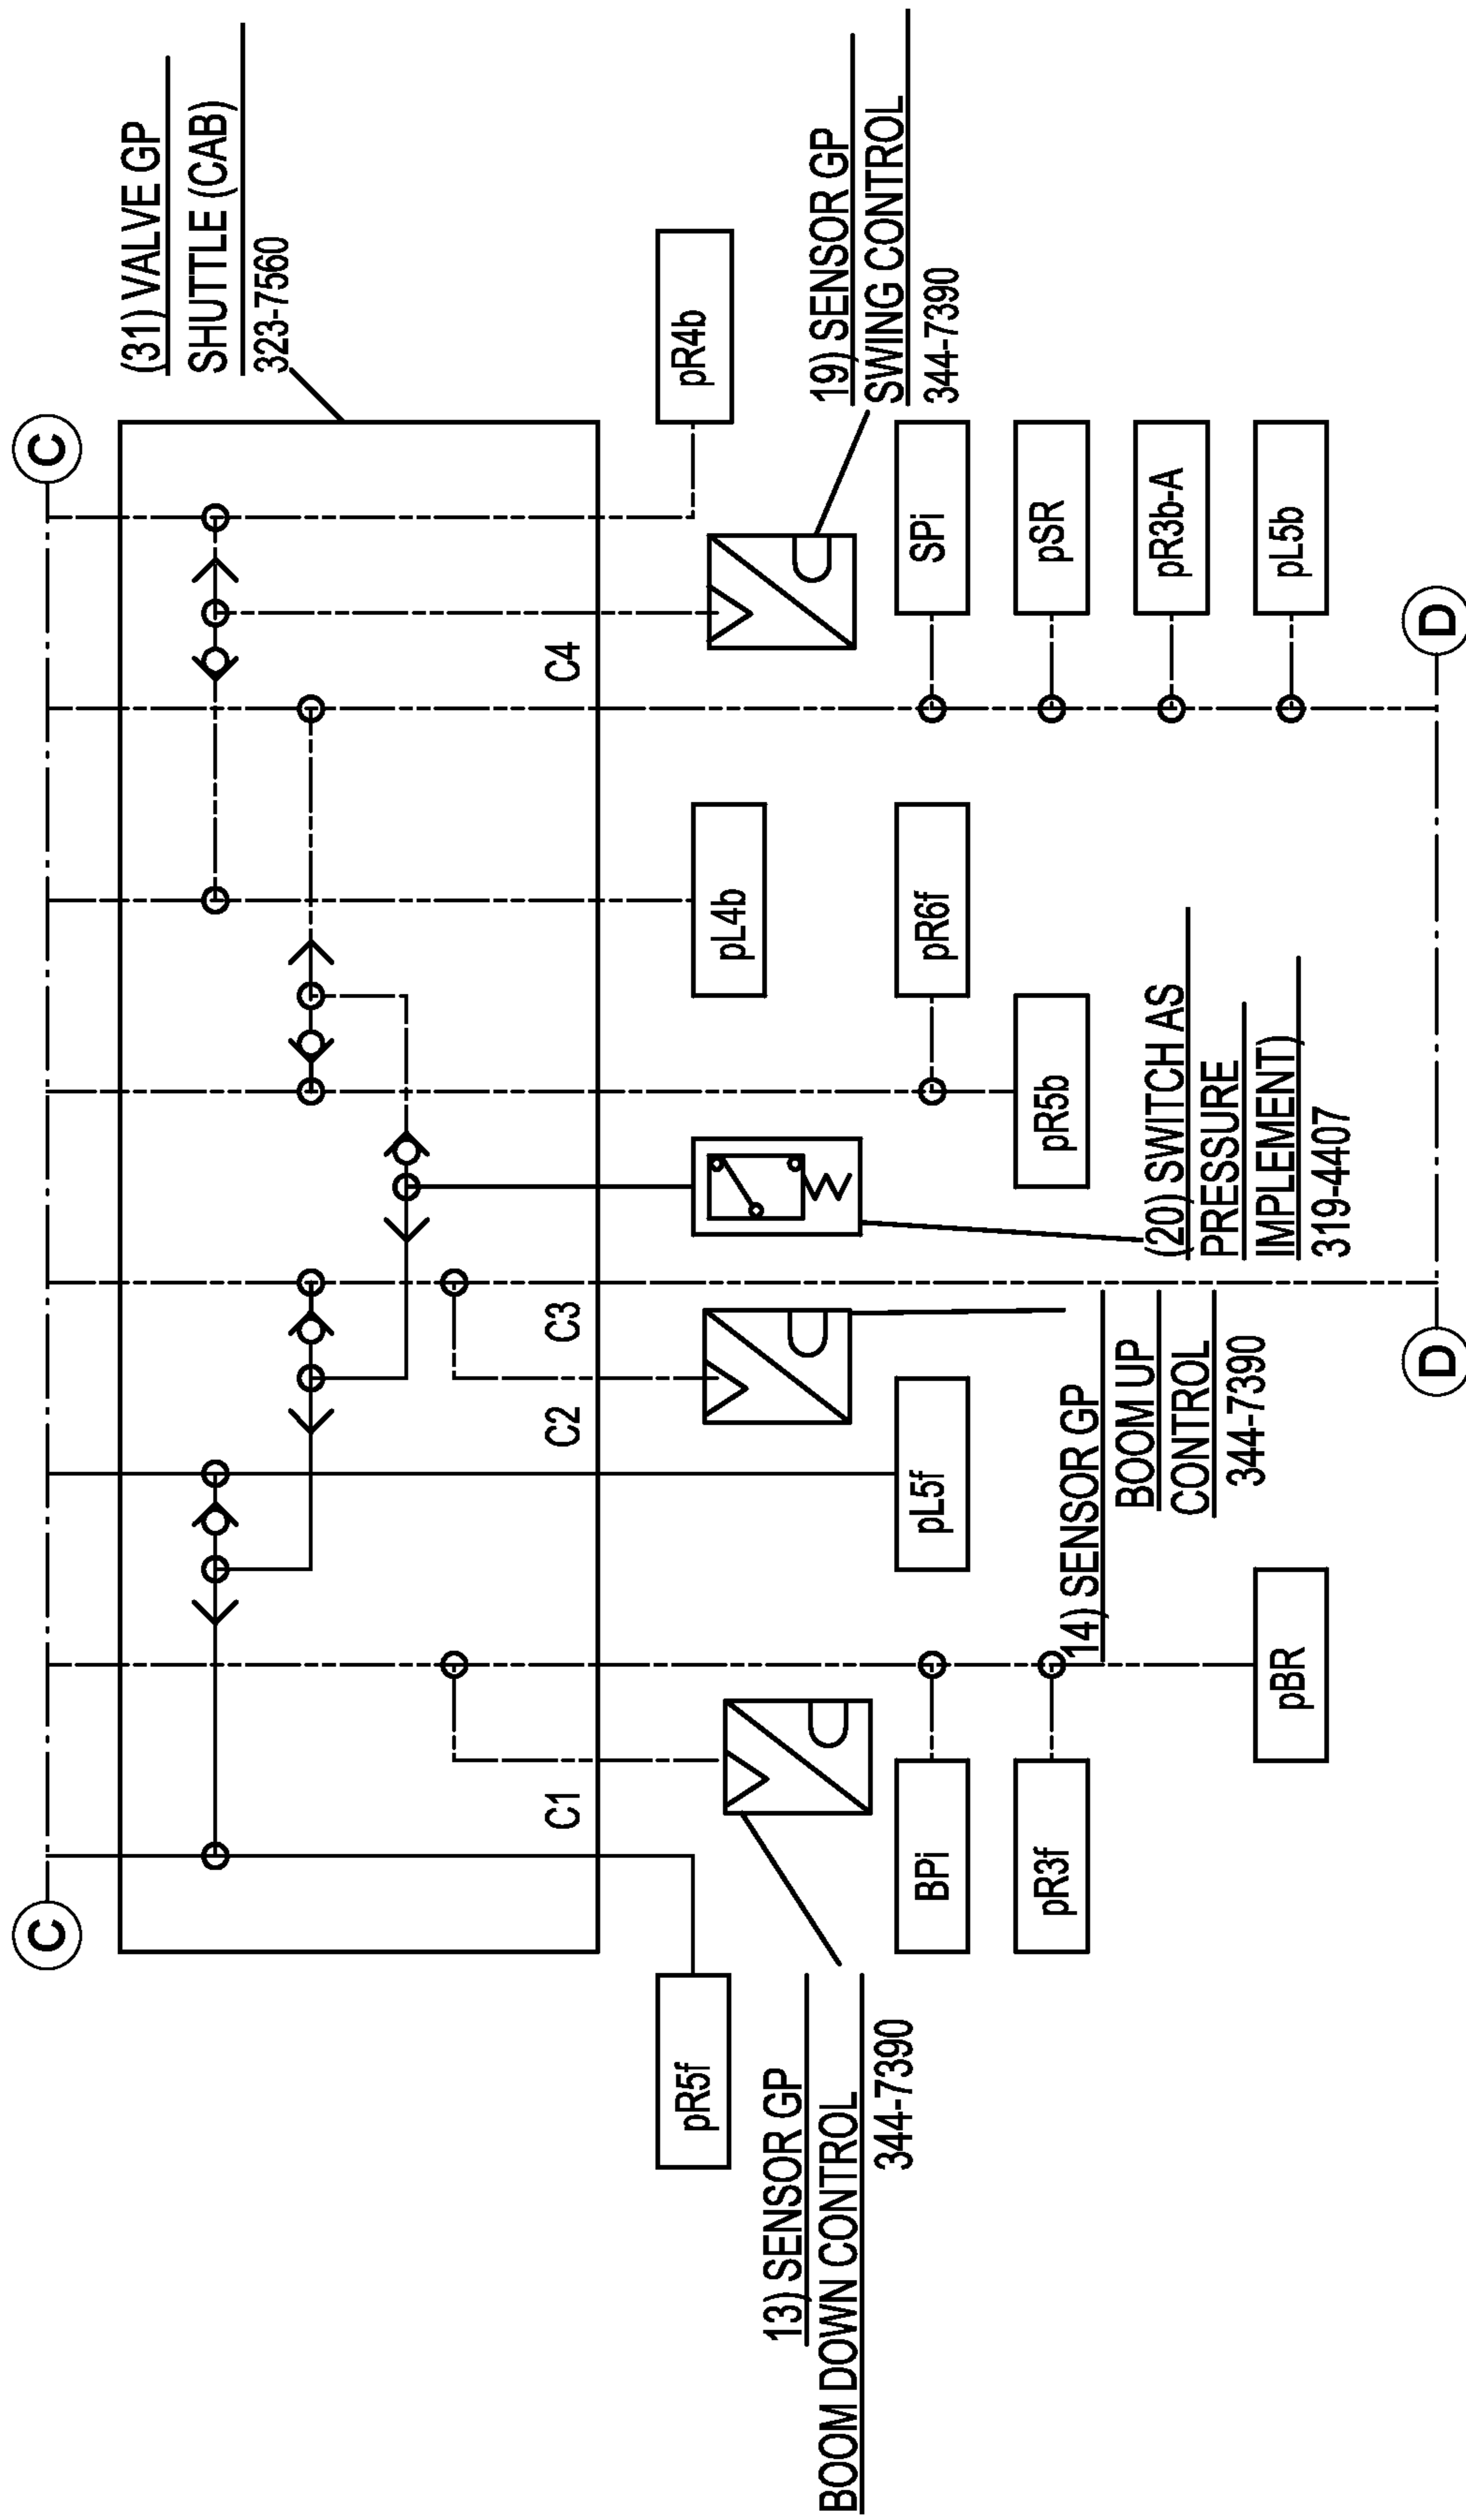 C
C
(31) VALVE GP
SHUTTLE (CAB)
323-7560
C1
C2
C3
C4
pR5f
pL4b
pR4b
13) SENSOR GP
BOOM DOWN CONTROL
344-7390
19) SENSOR GP
SWING CONTROL
344-7390
BPi
pL5f
pR6f
SPi
pR3f
pR5b
pSR
14) SENSOR GP
BOOM UP
CONTROL
344-7390
(20) SWITCH AS
PRESSURE
IMPLEMENT)
319-4407
pR3b-A
pBR
pL5b
D
D